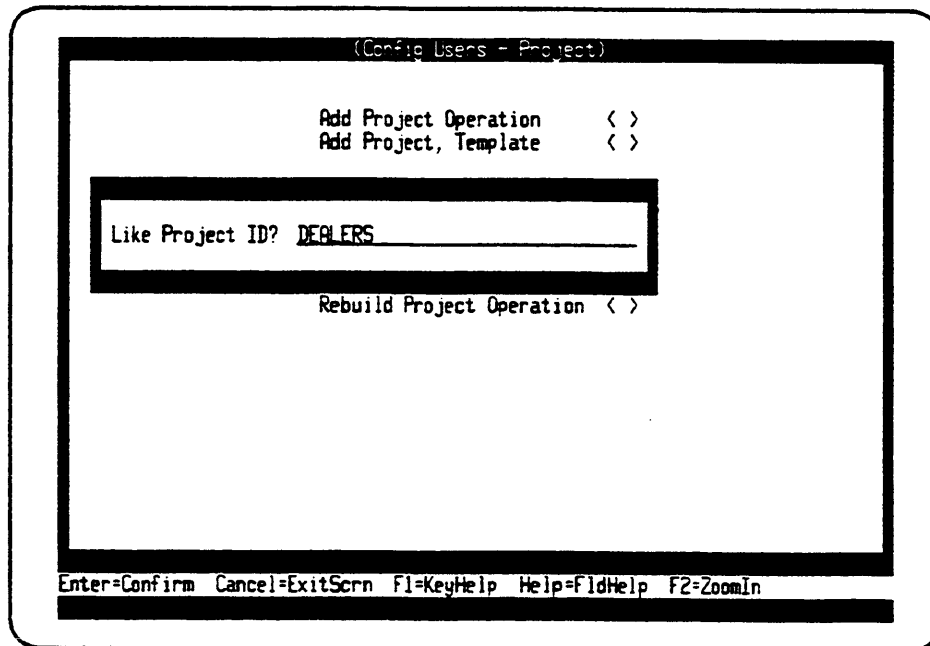 (Config Users - Project)
Add Project Operation < >
Add Project, Template < >
Like Project ID? DEALERS
Rebuild Project Operation < >
Enter=Confirm Cancel=ExitScrn F1=KeyHelp Help=FldHelp F2=ZoomIn